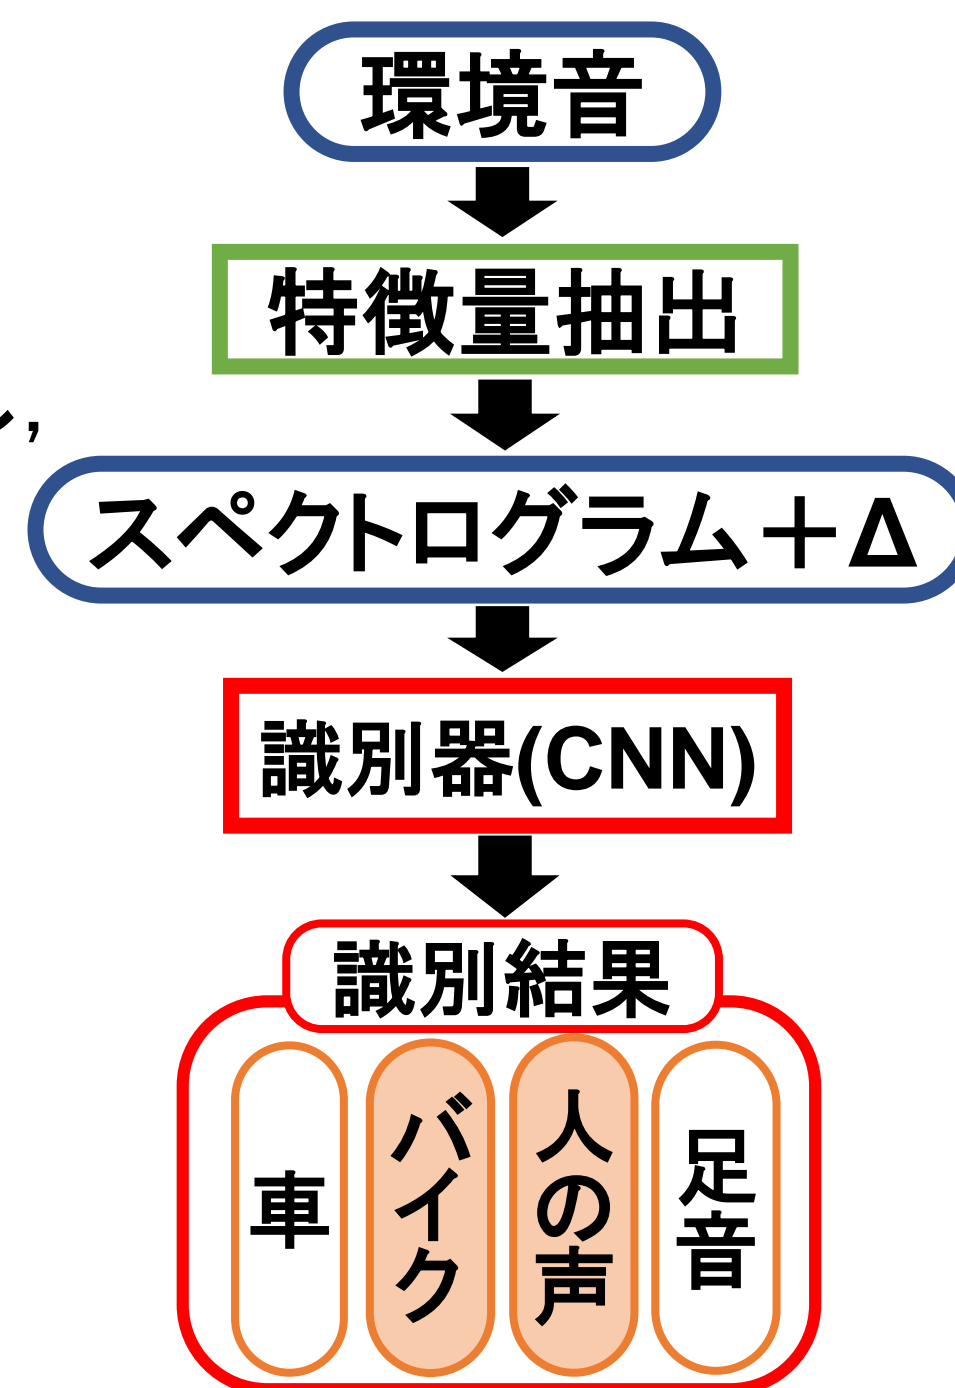 環境音
特徴量抽出
スペクトログラム＋Δ
識別器(CNN)
識別結果
車
バイク
人の声
足音